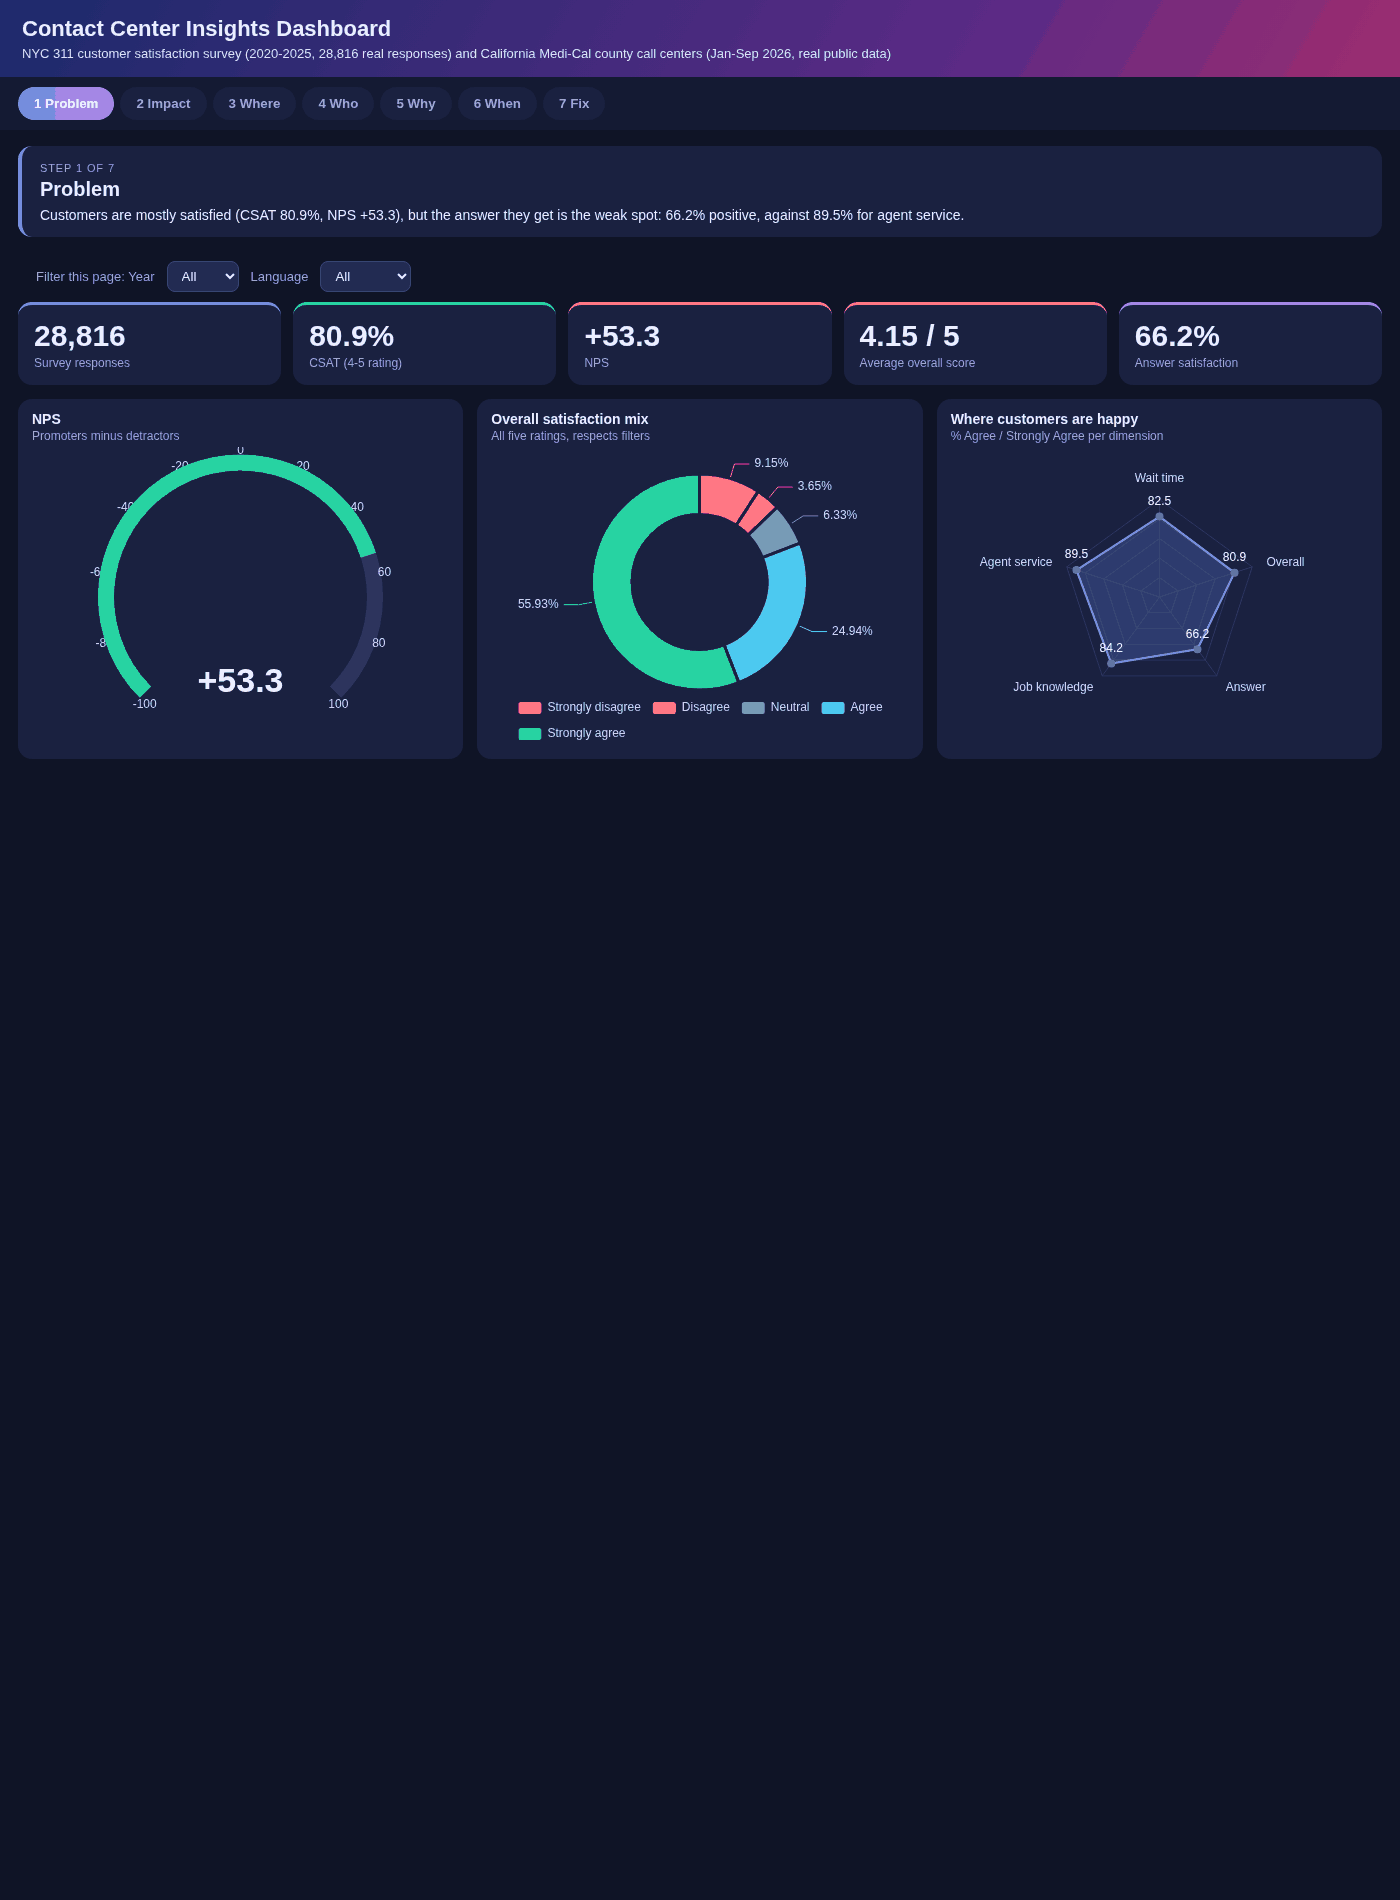 Contact Center Insights Dashboard
NYC 311 customer satisfaction survey (2020-2025, 28,816 real responses) and California Medi-Cal county call centers (Jan-Sep 2026, real public data)
1 Problem
2 Impact
3 Where
4 Who
5 Why
6 When
7 Fix
STEP 1 OF 7
Problem
Customers are mostly satisfied (CSAT 80.9%, NPS +53.3), but the answer they get is the weak spot: 66.2% positive, against 89.5% for agent service.
Filter this page: Year All Language All
28,816
Survey responses
80.9%
CSAT (4-5 rating)
+53.3
NPS
4.15 / 5
Average overall score
66.2%
Answer satisfaction
NPS
Promoters minus detractors
0
-20
20
-40
40
-6
60
-8
80
+53.3
-100
100
Overall satisfaction mix
All five ratings, respects filters
9.15%
3.65%
6.33%
55.93%
24.94%
Strongly disagree
Disagree
Neutral
Agree
Strongly agree
Where customers are happy
% Agree / Strongly Agree per dimension
Wait time
82.5
Agent service
89.5
80.9
Overall
84.2
66.2
Job knowledge
Answer